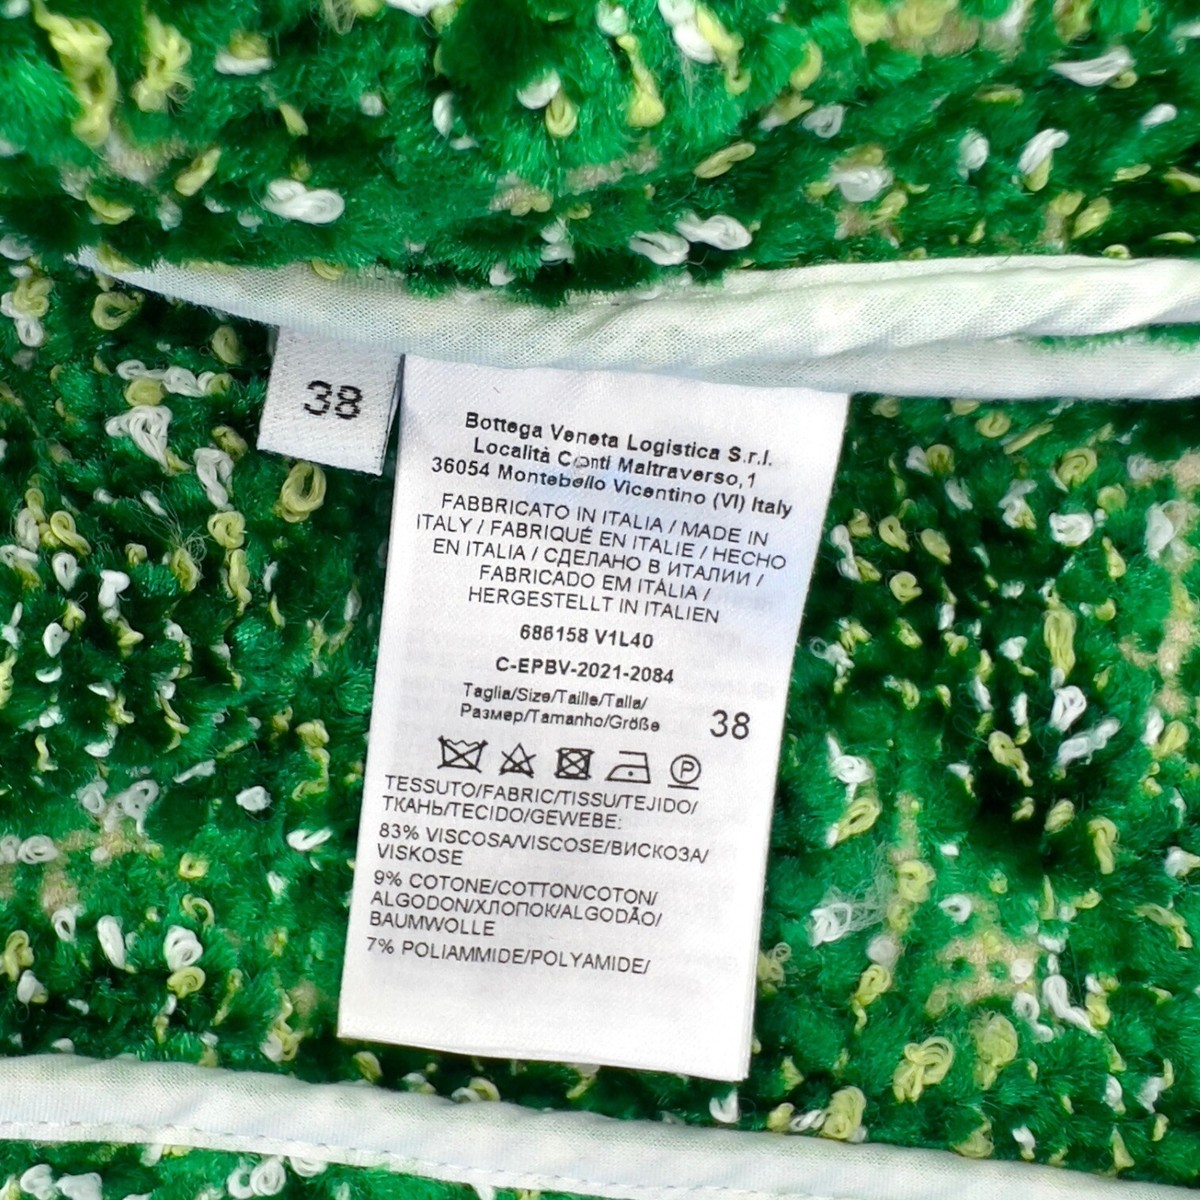 38
Bottega Veneta Logistica S.r.l.
Località Conti Maltraverso,1
36054 Montebello Vicentino (VI) Italy
FABBRICATO IN ITALIA / MADE IN
ITALY / FABRIQUÉ EN ITALIE / HECHO
EN ITALIA / СДЕЛАНО В ИТАЛИИ /
FABRICADO EM ITÁLIA /
HERGESTELLT IN ITALIEN
686158 V1L40
C-EPBV-2021-2084
Taglia/Size/Taille/Talla/
Размер/Tamanho/Größe 38
P
TESSUTO/FABRIC/TISSU/TEJIDO/
ТКАНЬ/TECIDO/GEWEBE:
83% VISCOSA/VISCOSE/ВИСКОЗА/
VISKOSE
9% COTONE/COTTON/COTON/
ALGODON/ХЛОПОК/ALGODÃO/
BAUMWOLLE
7% POLIAMMIDE/POLYAMIDE/